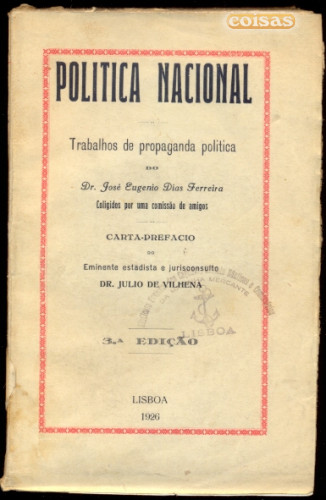 coisas
POLITICA NACIONAL
Trabalhos de propaganda política
DO
Dr. José Eugenio Dias Ferreira
Coligidos por uma comissão de amigos
CARTA-PREFACIO
DO
Eminente estadista e jurisconsulto
DR. JULIO DE VILHENA
LISBOA
3.ª EDIÇÃO
LISBOA
1926